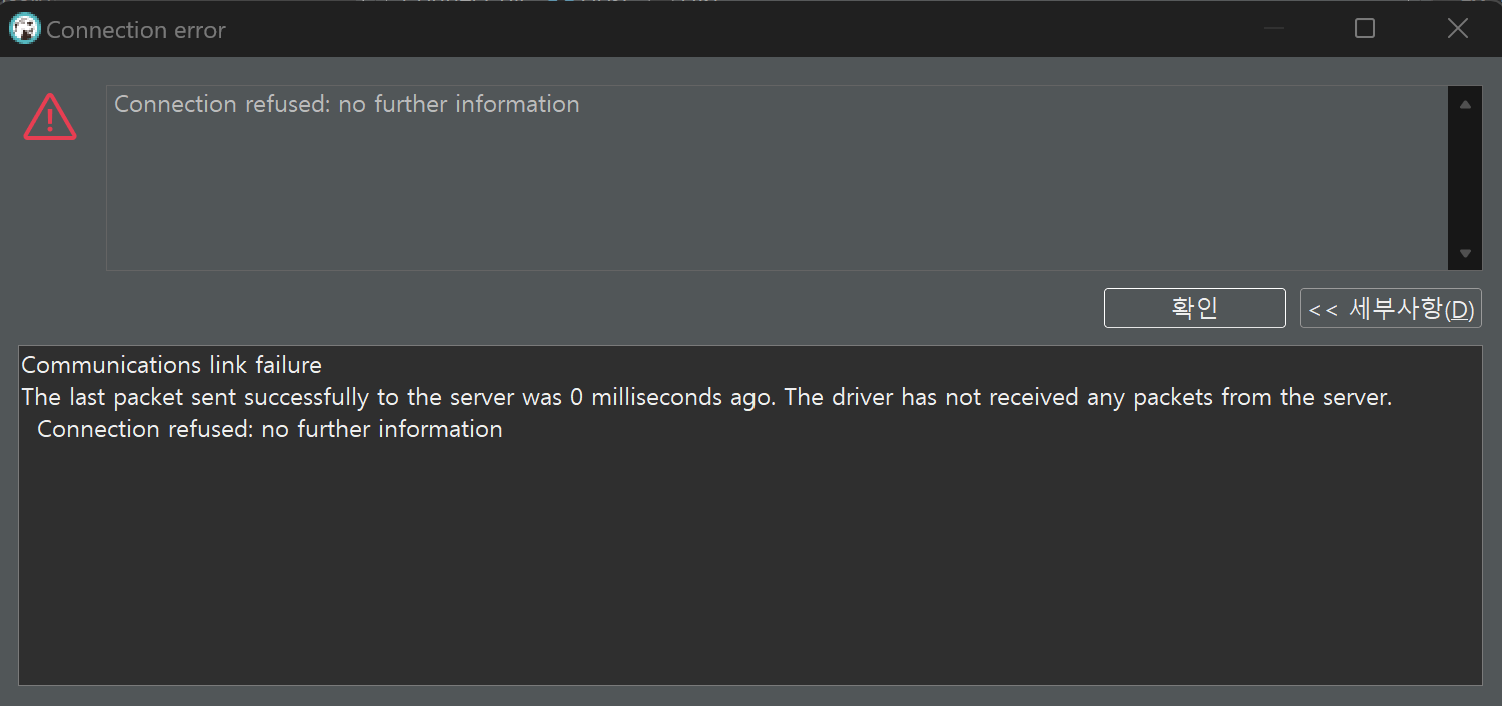 Connection error
Connection refused: no further information
확인
<< 세부사항(D)
Communications link failure
The last packet sent successfully to the server was 0 milliseconds ago. The driver has not received any packets from the server.
Connection refused: no further information